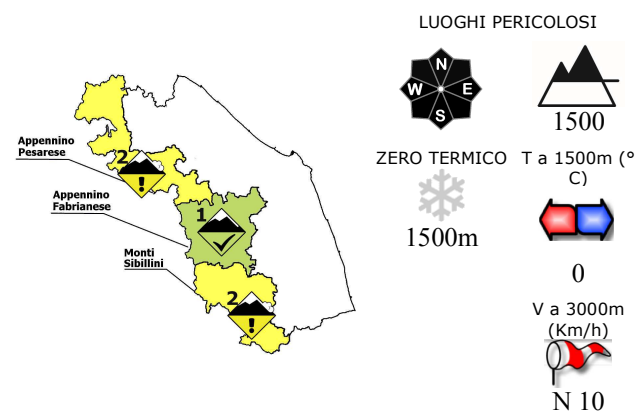 LUOGHI PERICOLOSI
N
W E
S
1500
ZERO TERMICO
1500m
T a 1500m (°
C)
0
V a 3000m
(Km/h)
N 10
Appennino
Pesarese
2
!
Appennino
Fabrianese
1
Monti
Sibillini
2
!